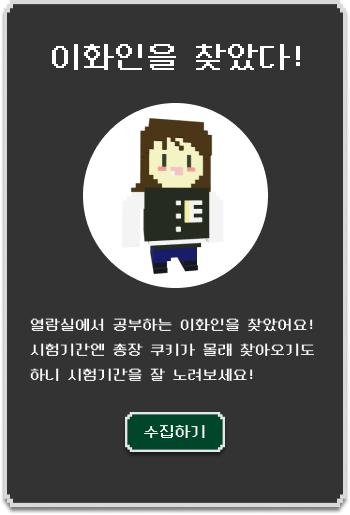 이화인을 찾았다!
E
열람실에서 공부하는 이화인을 찾았어요!
시험기간엔 총장 쿠키가 몰래 찾아오기도
하니 시험기간을 잘 노려보세요!
수집하기